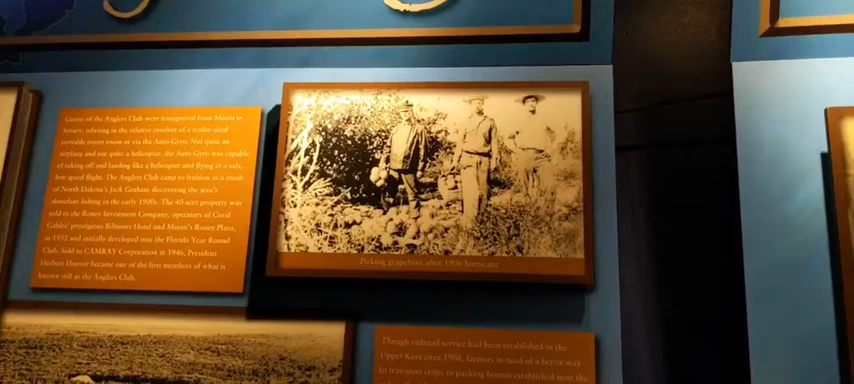 Guests of the Anglers Club were transported from Miami in
luxury, relaxing in the relative comfort of a trailer-sized
portable resort room or via the Auto-Gyro. Not quite an
airplane and not quite a helicopter, the Auto-Gyro was capable
of taking off and landing like a helicopter and flying at a safe,
low speed flight. The Anglers Club came to fruition as a result
of North Dakota's Jack Graham discovering the area's
abundant fishing in the early 1900s. The 40-acre property was
sold to the Roney Investment Company, operators of Coral
Gables' prestigious Biltmore Hotel and Miami's Roney Plaza,
in 1932 and initially developed into the Florida Year Round
Club. Sold to CAMRAY Corporation in 1946, President
Herbert Hoover became one of the first members of what is
known still as the Anglers Club.
Picking grapefruit after 1906 hurricane
Though railroad service had been established in the
Upper Keys circa 1908, farmers in need of a better way
to transport crops to packing houses established near the